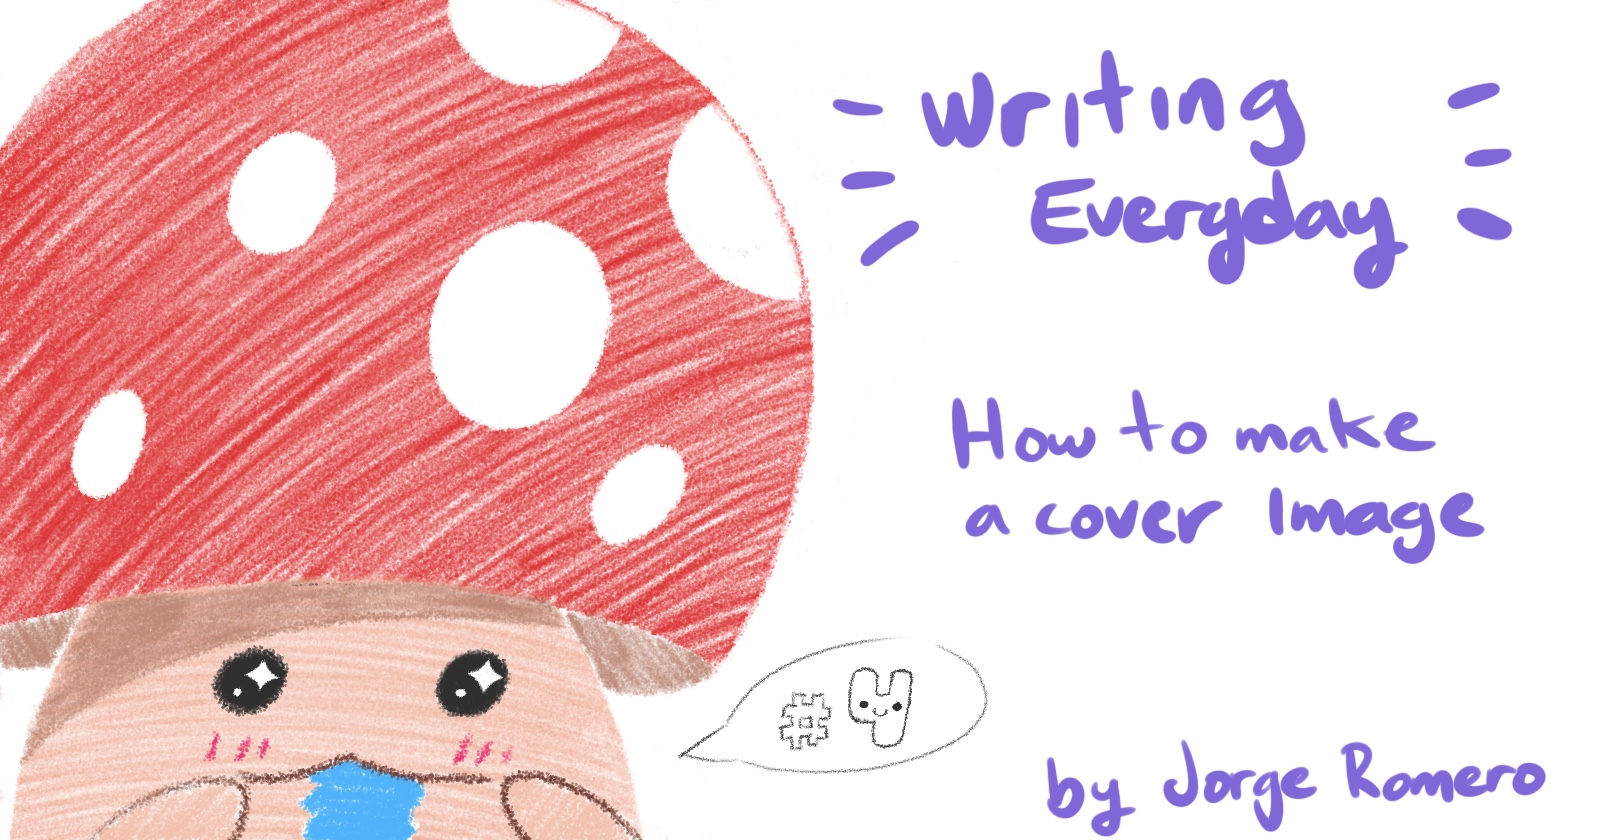 Writing
Everyday
How to make
a cover Image
#4
by Jorge Romero